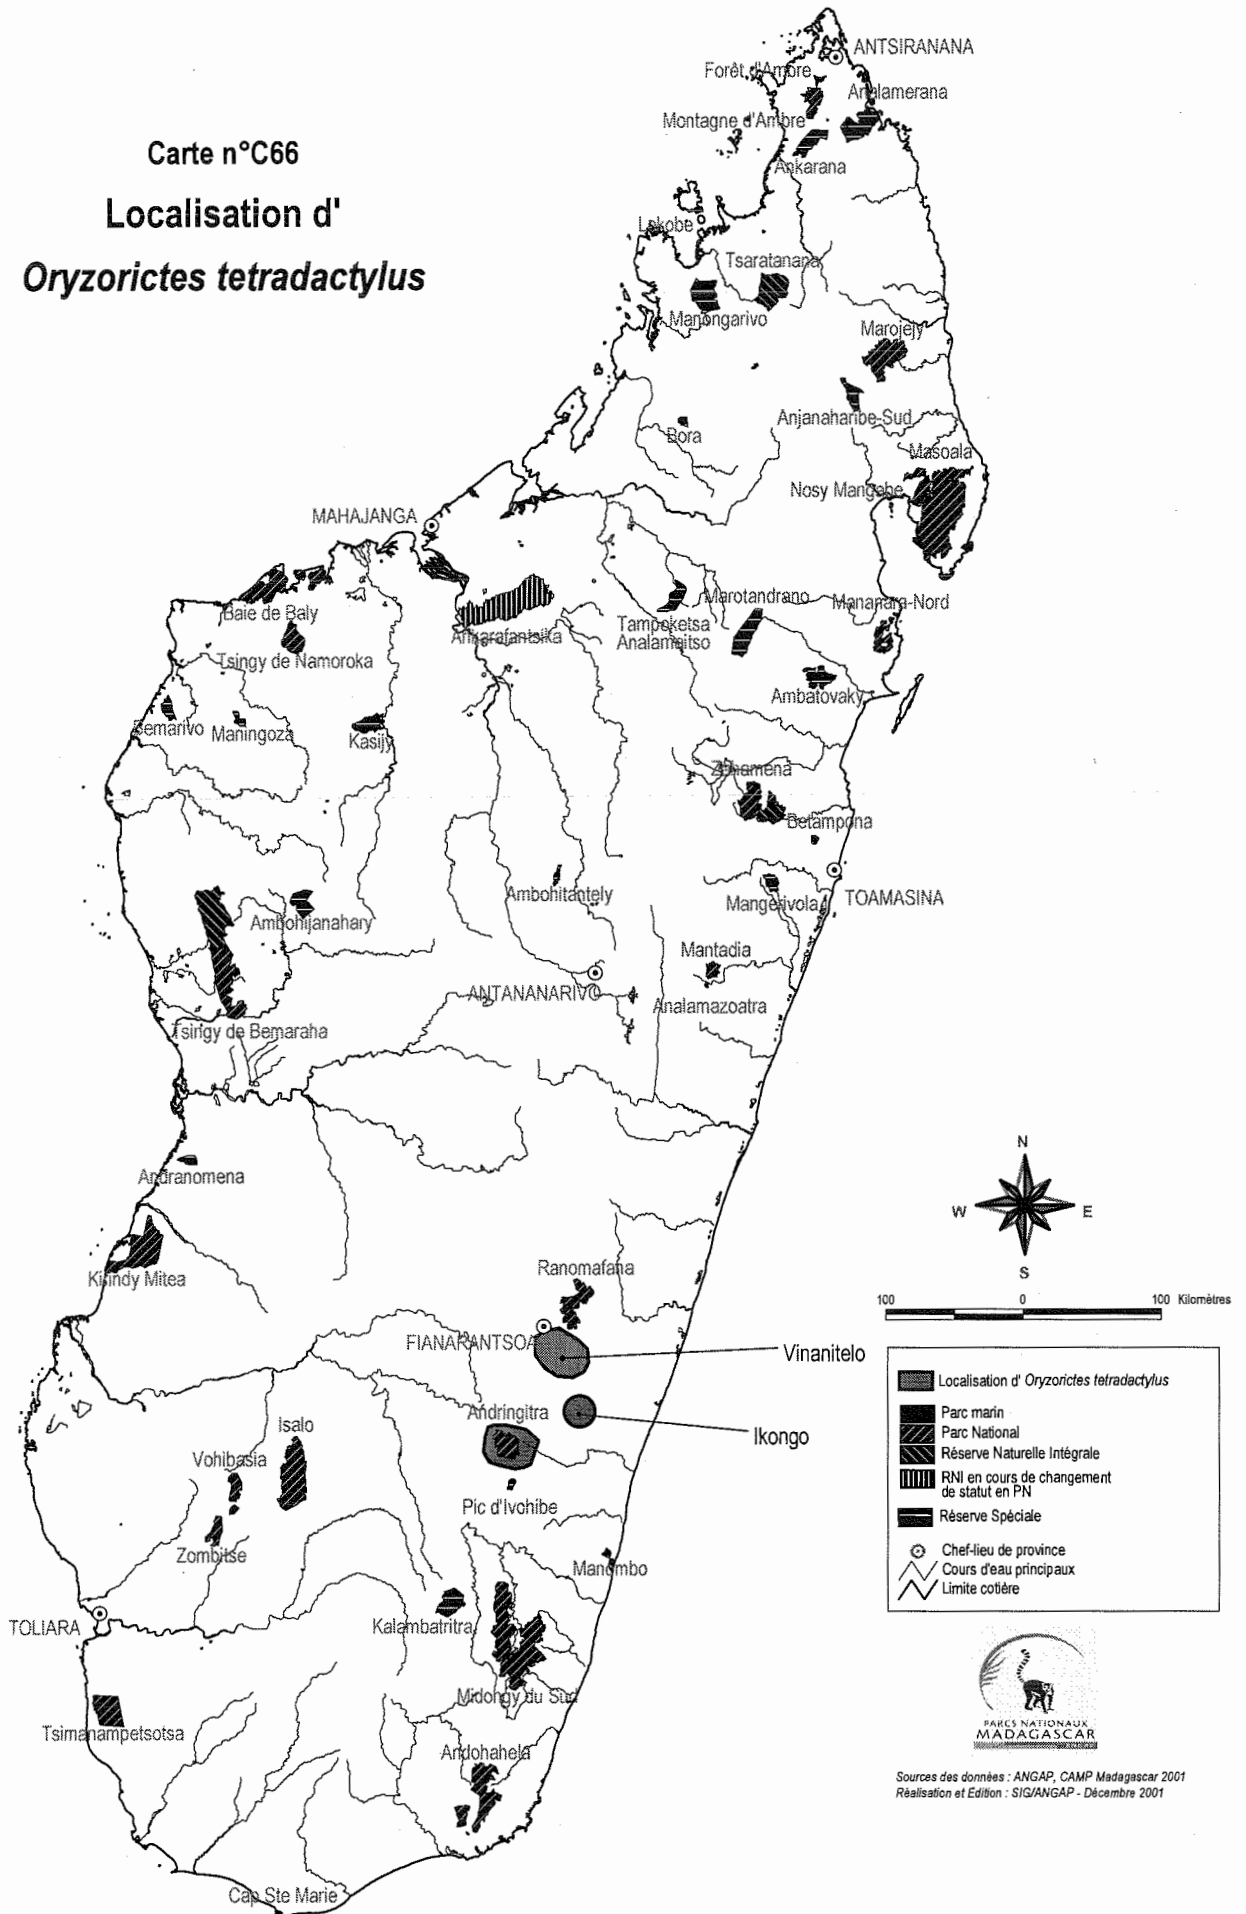 Carte n°C66
Localisation d'
Oryzorictes tetradactylus
ANTSIRANANA
Forêt d'Ambre
Analamerana
Montagne d'Ambre
Ankarana
Lokobe
Tsaratanana
Manongarivo
Marojejy
Anjanaharibe-Sud
Bora
Masoala
Nosy Mangabe
MAHAJANGA
Baie de Baly
Ankarafantsika
Tampoketsa
Analamaitso
Marotandrano
Mananara-Nord
Tsingy de Namoroka
Ambatovaky
Bemarivo
Maningoza
Kasijy
Zahamena
Betampona
Ambohitantely
Mangerivola
TOAMASINA
Ambohijanahary
Mantadia
ANTANANARIVO
Analamazoatra
Tsingy de Bemaraha
Andranomena
Kirindy Mitea
Ranomafana
FIANARANTSOA
Vinanitelo
Andringitra
Ikongo
Isalo
Vohibasia
Pic d'Ivohibe
Zombitse
Manombo
TOLIARA
Kalambatritra
Midongy du Sud
Tsimanampetsotsa
Andohahela
Cap Ste Marie
N
W
E
S
100 0 100 Kilomètres
Localisation d' Oryzorictes tetradactylus
Parc marin
Parc National
Réserve Naturelle Intégrale
RNI en cours de changement
de statut en PN
Réserve Spéciale
Chef-lieu de province
Cours d'eau principaux
Limite cotière
PARCS NATIONAUX
MADAGASCAR
Sources des données : ANGAP, CAMP Madagascar 2001
Réalisation et Edition : SIG/ANGAP - Décembre 2001